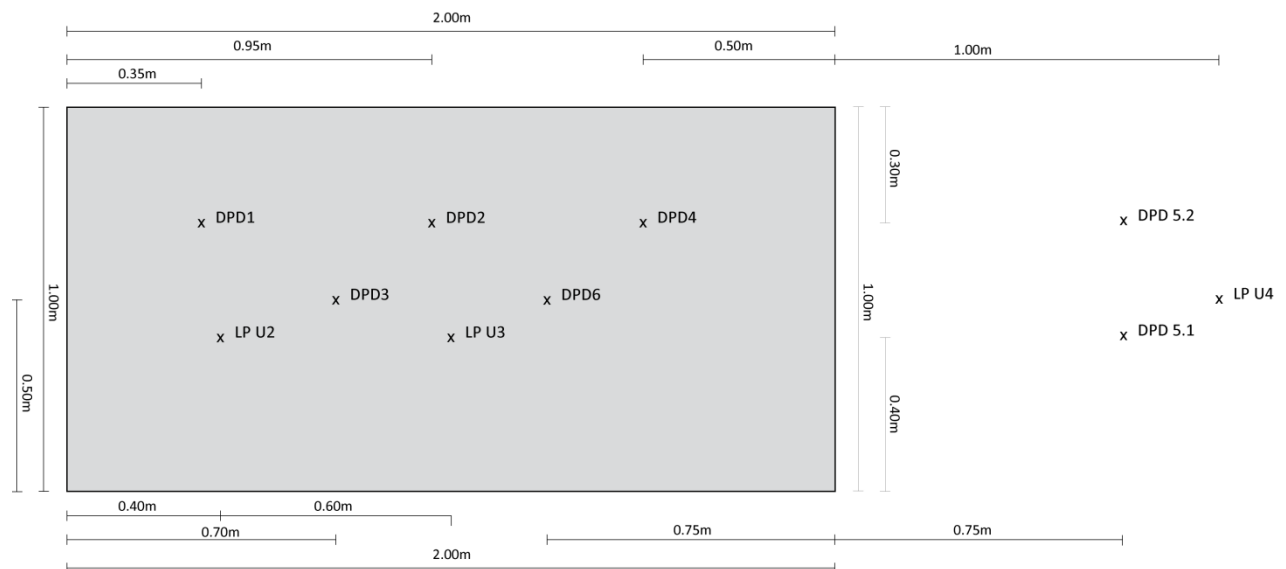 2.00m
0.95m
0.50m
1.00m
0.35m
0.30m
DPD1
DPD2
DPD4
DPD 5.2
1.00m
1.00m
DPD3
DPD6
LP U4
LP U2
LP U3
DPD 5.1
0.50m
0.40m
0.40m
0.60m
0.70m
0.75m
0.75m
2.00m